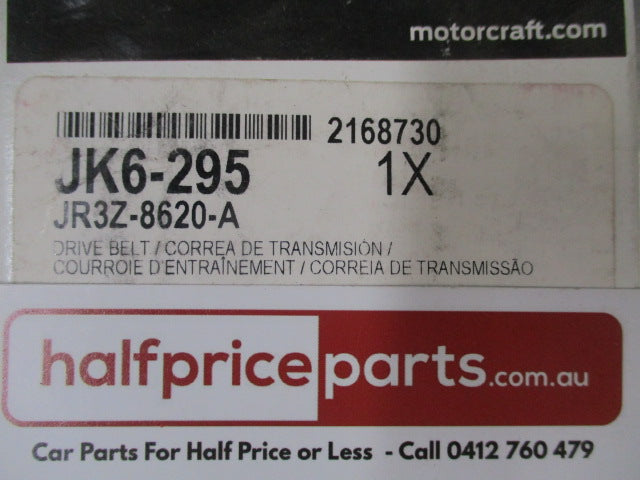 motorcraft.com
2168730
JK6-295 1X
JR3Z-8620-A
DRIVE BELT / CORREA DE TRANSMISIÓN /
COURROIE D'ENTRAÎNEMENT / CORREIA DE TRANSMISSÃO
halfpriceparts.com.au
Car Parts For Half Price or Less - Call 0412 760 479